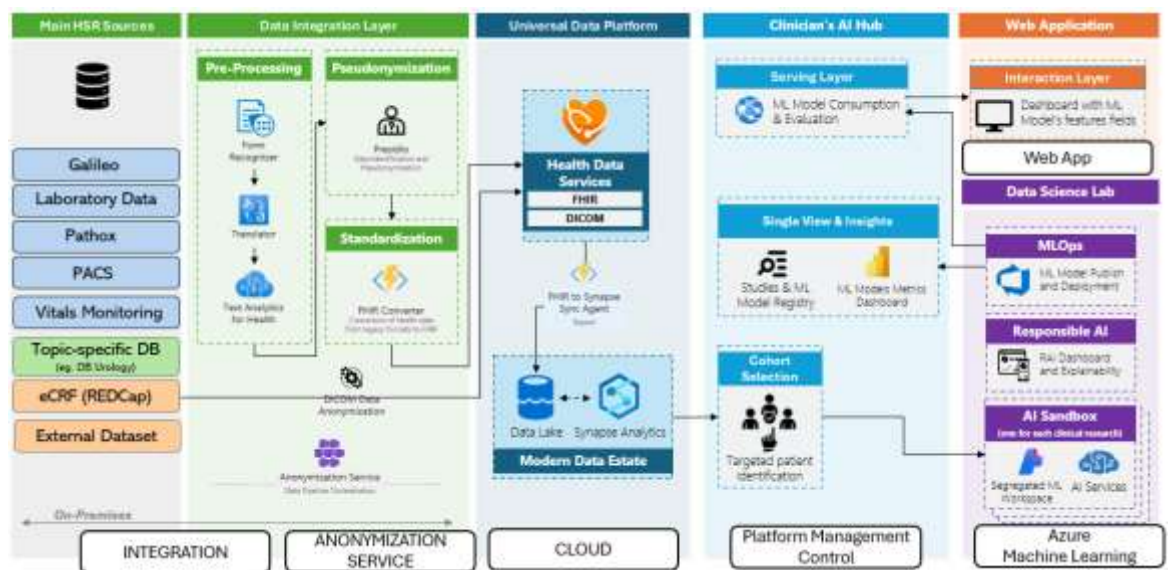 Main HSR Sources
Galileo
Laboratory Data
Pathox
PACS
Vitals Monitoring
Topic-specific DB
(eg. DB Urology)
eCRF (REDCap)
External Dataset
On-Premises
Data Integration Layer
Pre-Processing
Form
Recognizer
Translator
Text Analytics
for Health
Pseudonymization
Presidio
Standardization
FHIR Converter
DICOM Data
Anonymization
Anonymization Service
INTEGRATION
ANONYMIZATION
SERVICE
Universal Data Platform
Health Data
Services
FHIR
DICOM
FHIR to Synapse
Sync Agent
Data Lake
Synapse Analytics
Modern Data Estate
CLOUD
Clinician's AI Hub
Serving Layer
ML Model Consumption
& Evaluation
Single View & Insights
Studies & ML
Model Registry
ML Models Metrics
Dashboard
Cohort
Selection
Targeted patient
identification
Platform Management
Control
Web Application
Interaction Layer
Dashboard with ML
Model's features fields
Web App
Data Science Lab
MLOps
ML Model Publish
and Deployment
Responsible AI
RAI Dashboard
and Explainability
AI Sandbox
(one for each clinical research)
Segregated ML
Workspace
AI Services
Azure
Machine Learning